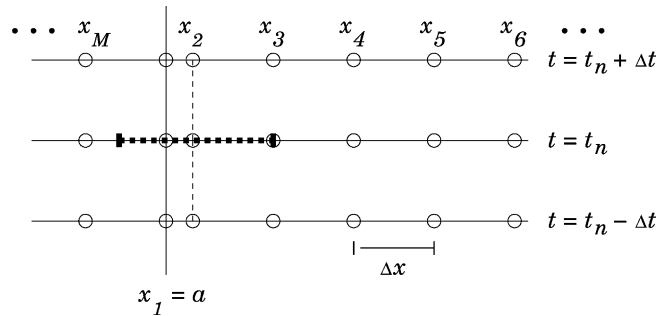 • • • x_M x_2 x_3 x_4 x_5 x_6 • • •
t = t_n + Δt
t = t_n
t = t_n − Δt
Δx
x_1 = a